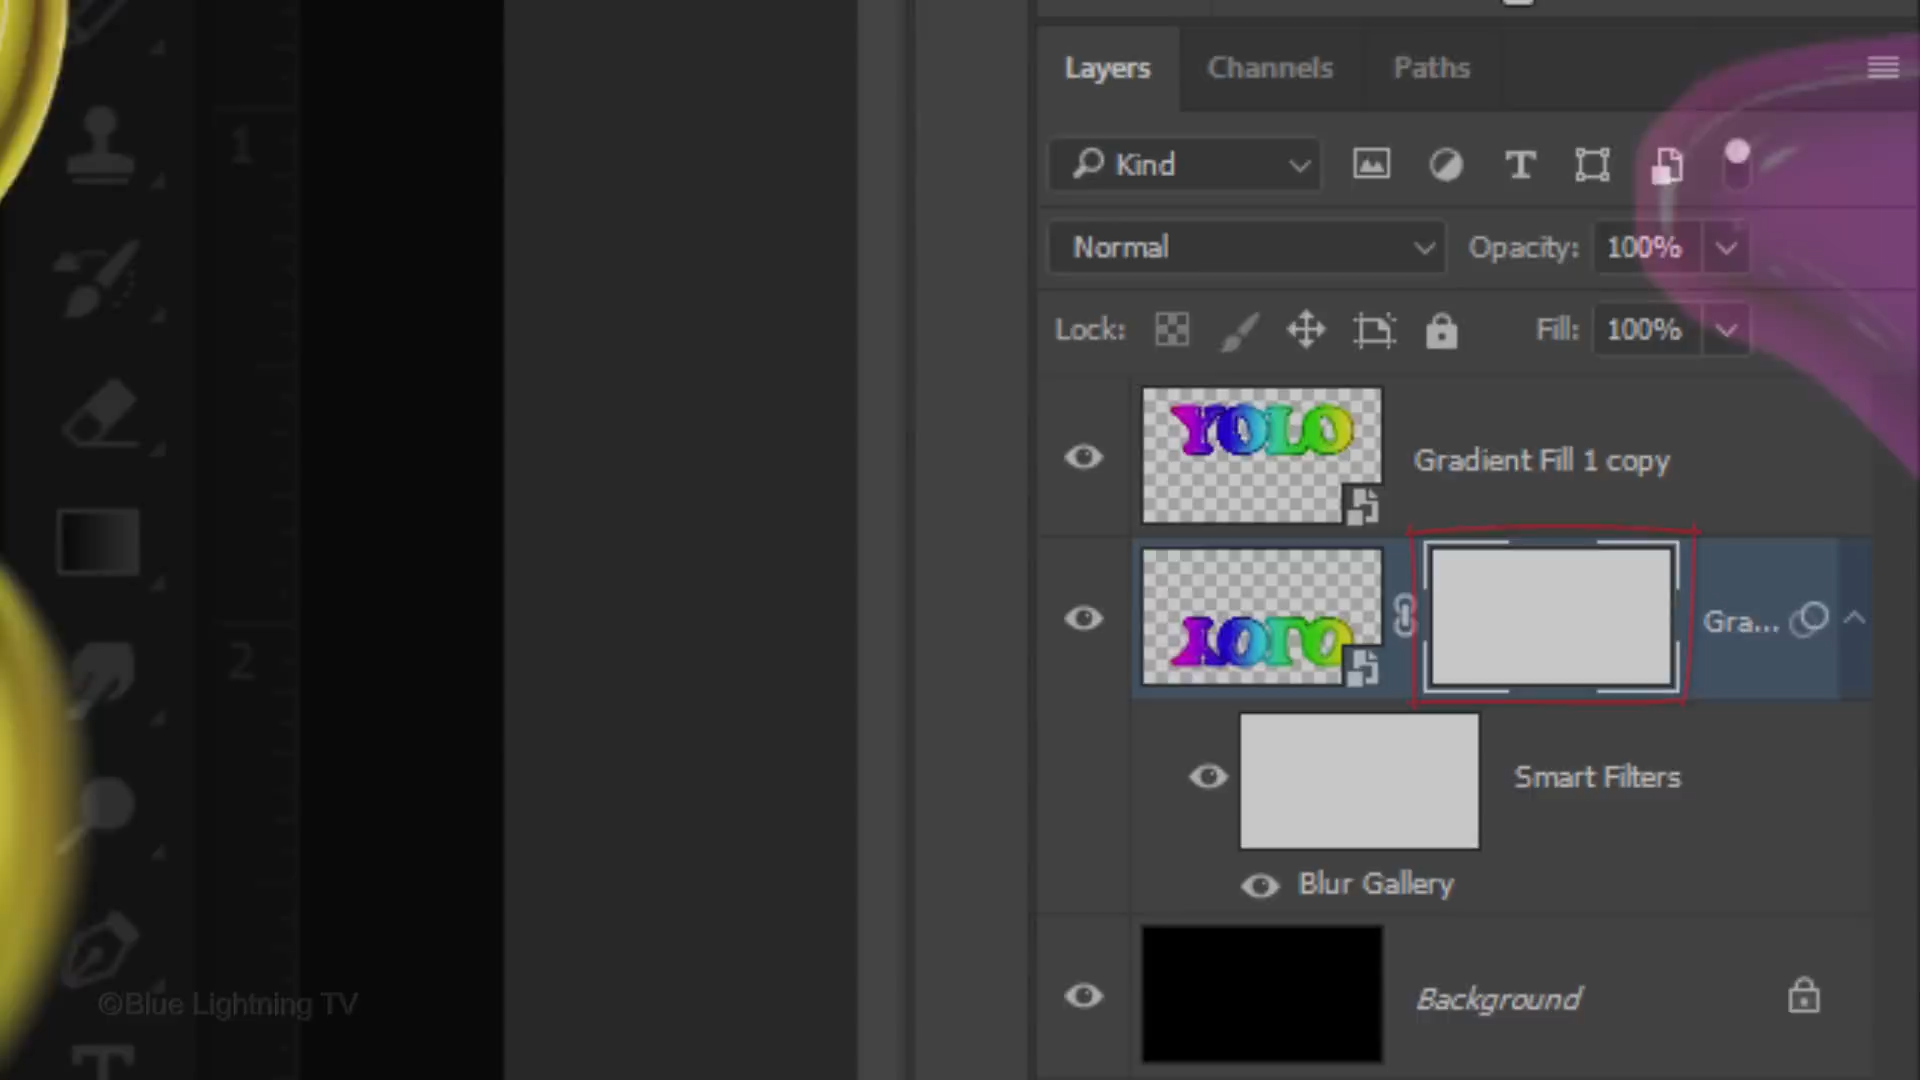 Layers Channels Paths
1
Kind
T
Normal Opacity: 100%
Lock: Fill: 100%
YOLO
Gradient Fill 1 copy
YOLO
Gra...
2
Smart Filters
Blur Gallery
Background
©Blue Lightning TV
T